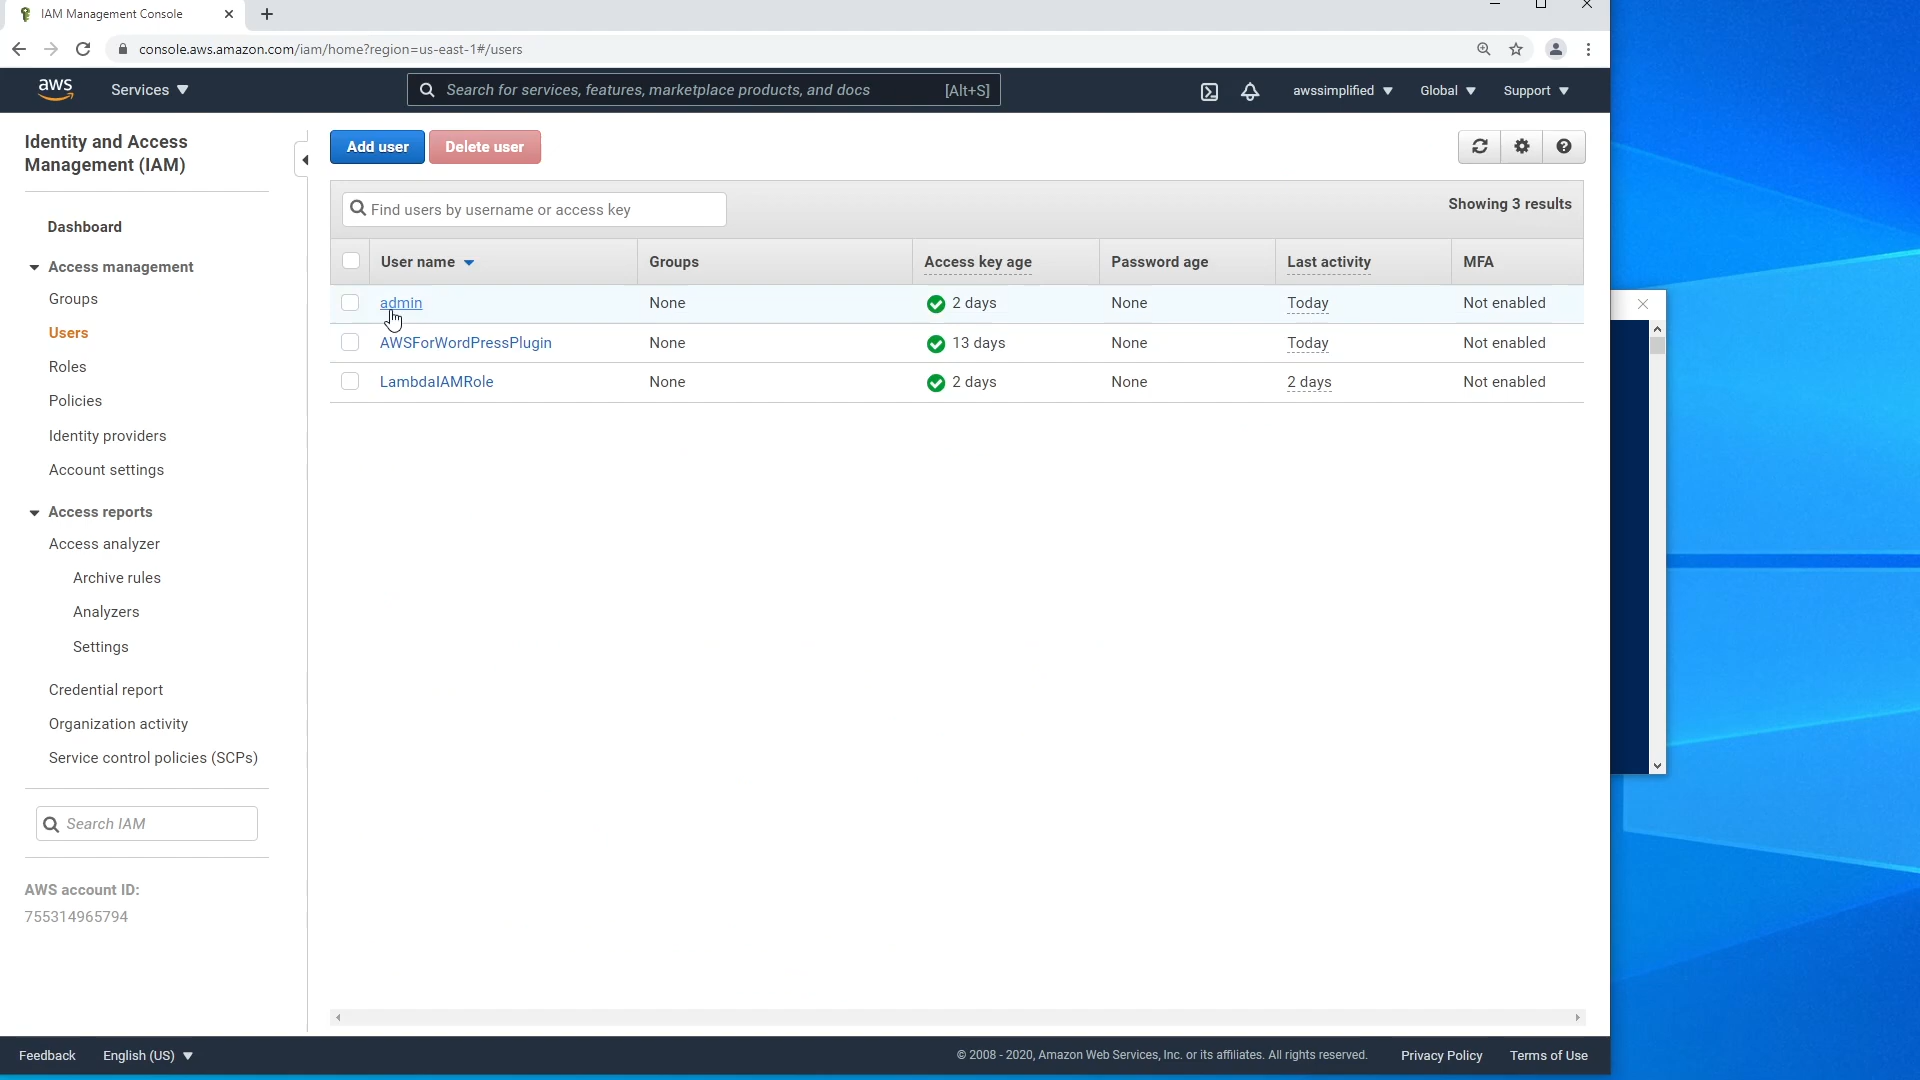 IAM Management Console
console.aws.amazon.com/iam/home?region=us-east-1#/users
aws
Services
Search for services, features, marketplace products, and docs [Alt+S]
awssimplified
Global
Support
Identity and Access
Management (IAM)
Dashboard
Access management
Groups
Users
Roles
Policies
Identity providers
Account settings
Access reports
Access analyzer
Archive rules
Analyzers
Settings
Credential report
Organization activity
Service control policies (SCPs)
Search IAM
AWS account ID:
755314965794
Add user
Delete user
Find users by username or access key
Showing 3 results
User name Groups Access key age Password age Last activity MFA
admin None 2 days None Today Not enabled
AWSForWordPressPlugin None 13 days None Today Not enabled
LambdaIAMRole None 2 days None 2 days Not enabled
Feedback
English (US)
© 2008 - 2020, Amazon Web Services, Inc. or its affiliates. All rights reserved.
Privacy Policy
Terms of Use